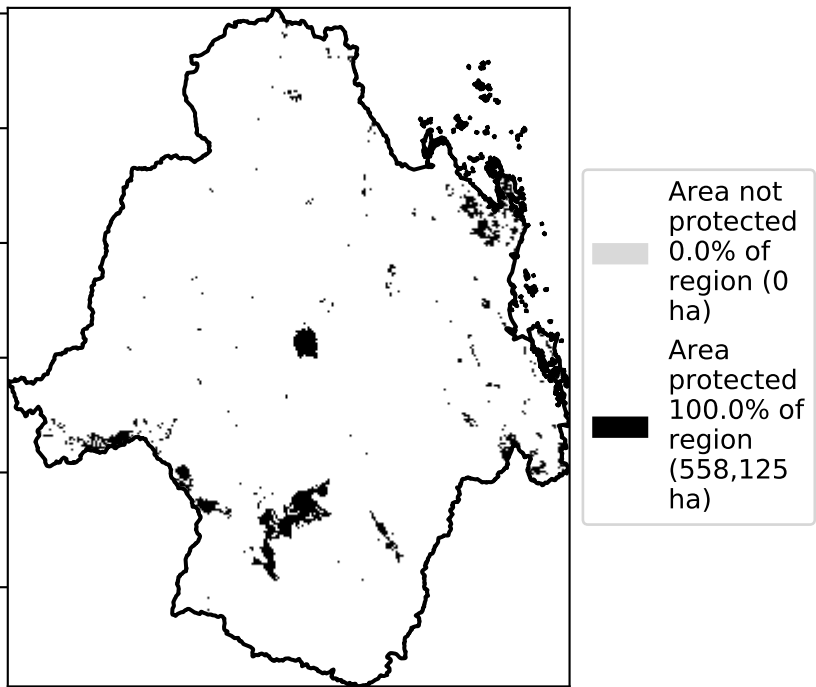 Area not
protected
0.0% of
region (0
ha)
Area
protected
100.0% of
region
(558,125
ha)